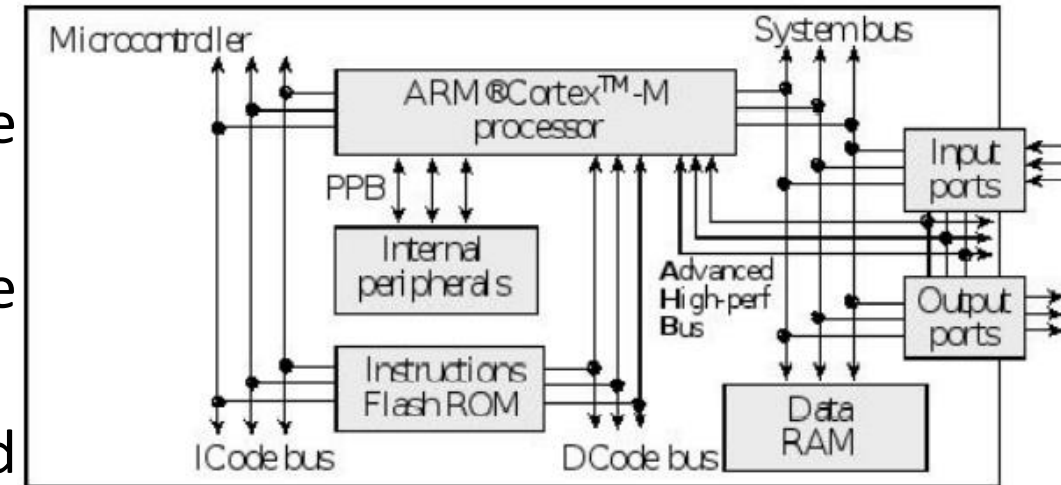 Microcontroller
System bus
ARM®Cortex™-M
processor
e
Input
ports
PPB
Internal
peripherals
Advanced
High-perf
Bus
e
Output
ports
Instructions
Flash ROM
Data
RAM
d
ICode bus
DCode bus